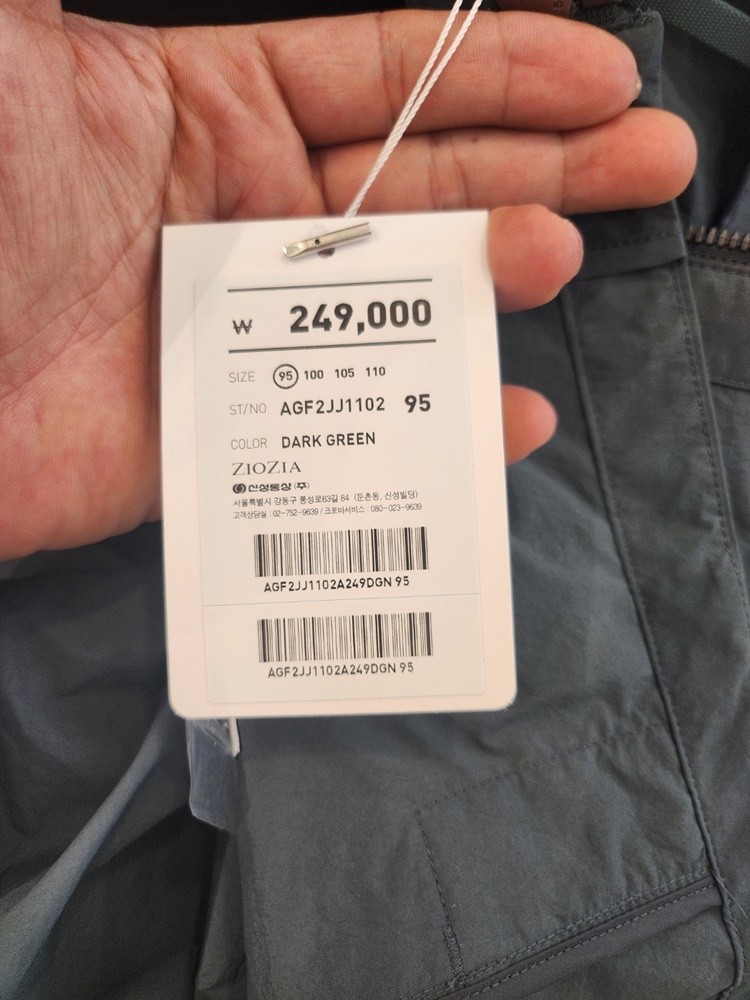 ₩ 249,000
SIZE 95 100 105 110
ST/NO AGF2JJ1102 95
COLOR DARK GREEN
ZIOZIA
신성통상(주)
서울특별시 강동구 풍성로63길 84 (둔촌동, 신성빌딩)
고객상담실 : 02-752-9639 / 크로바서비스 : 080-023-9639
AGF2JJ1102A249DGN 95
AGF2JJ1102A249DGN 95